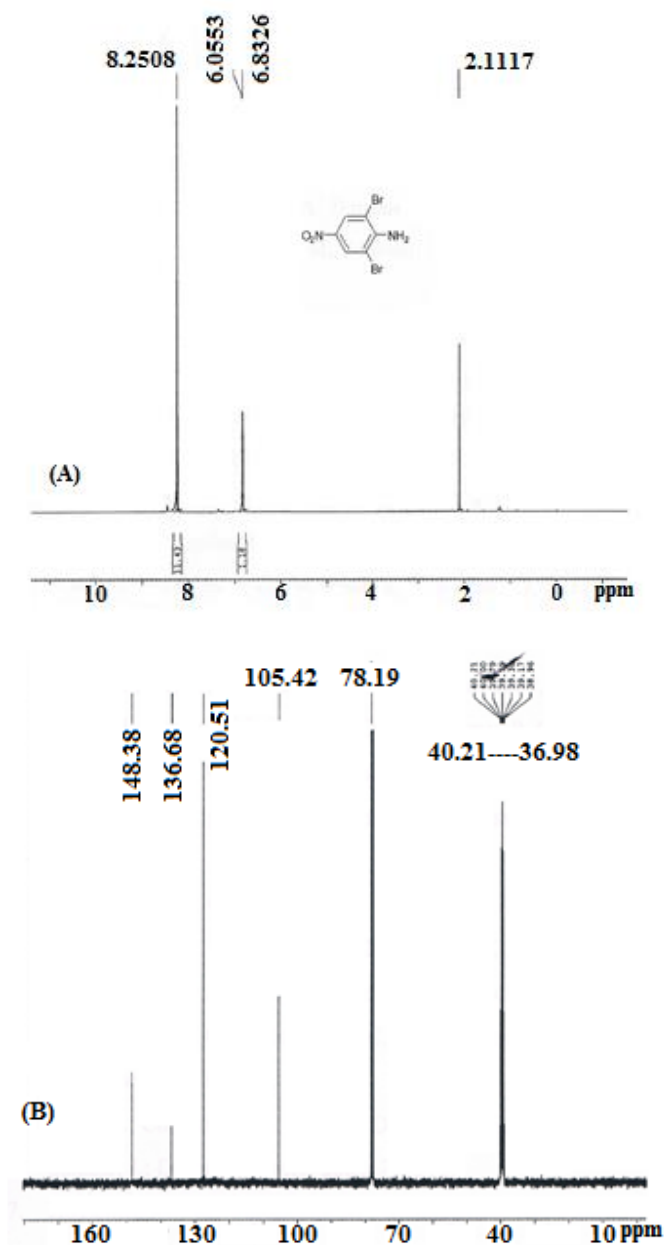 8.2508
6.0553
6.8326
2.1117
Br
O₂N
NH₂
Br
(A)
10 8 6 4 2 0 ppm
105.42 78.19
148.38
136.68
120.51
40.21----36.98
(B)
160 130 100 70 40 10 ppm